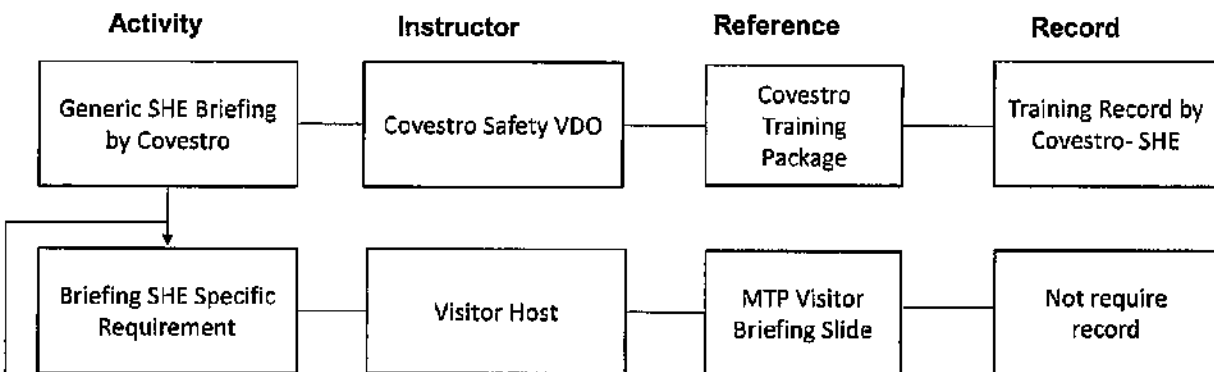 Activity
Instructor
Reference
Record
Generic SHE Briefing
by Covestro
Covestro Safety VDO
Covestro
Training
Package
Training Record by
Covestro- SHE
Briefing SHE Specific
Requirement
Visitor Host
MTP Visitor
Briefing Slide
Not require
record